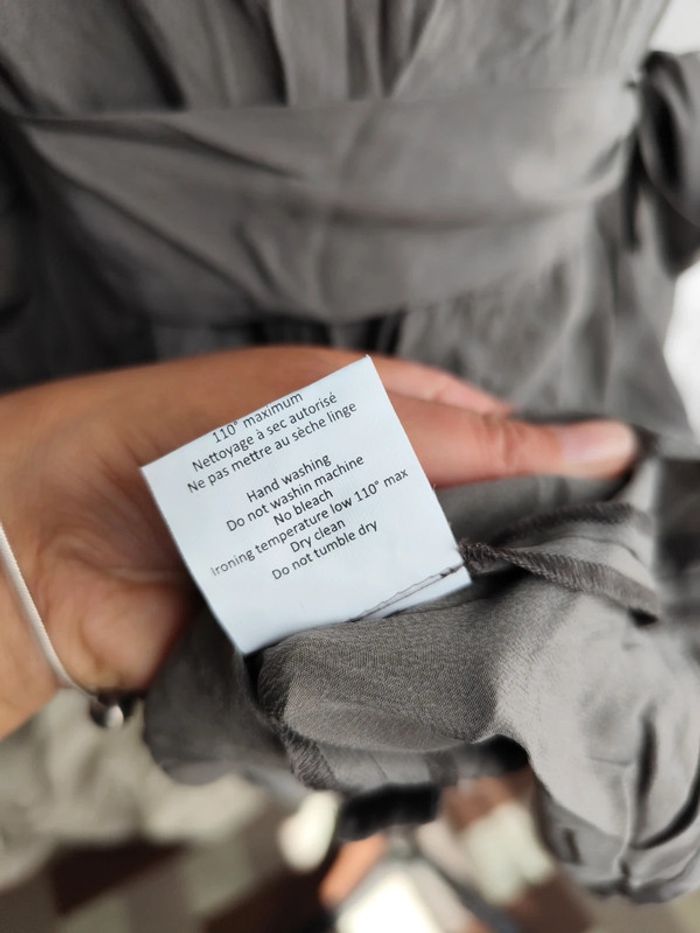 110° maximum
Nettoyage à sec autorisé
Ne pas mettre au sèche linge
Hand washing
Do not washin machine
No bleach
Ironing temperature low 110° max
Dry clean
Do not tumble dry